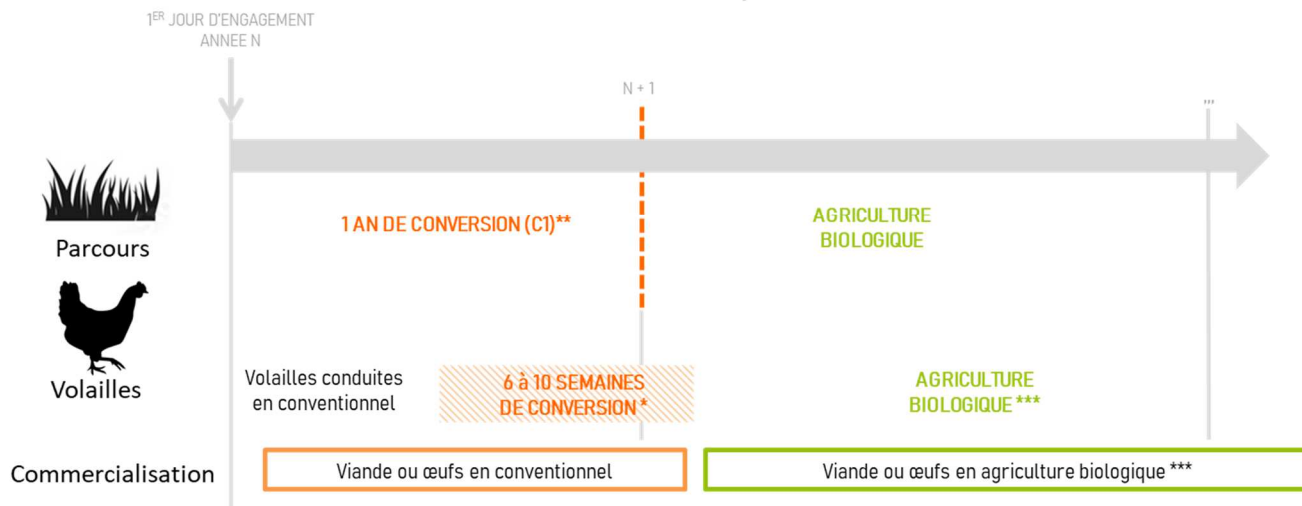 1ER JOUR D'ENGAGEMENT
ANNEE N
N + 1
,,,
Parcours
1 AN DE CONVERSION (C1)**
AGRICULTURE
BIOLOGIQUE
Volailles
Volailles conduites
en conventionnel
6 à 10 SEMAINES
DE CONVERSION *
AGRICULTURE
BIOLOGIQUE ***
Commercialisation
Viande ou œufs en conventionnel
Viande ou œufs en agriculture biologique ***